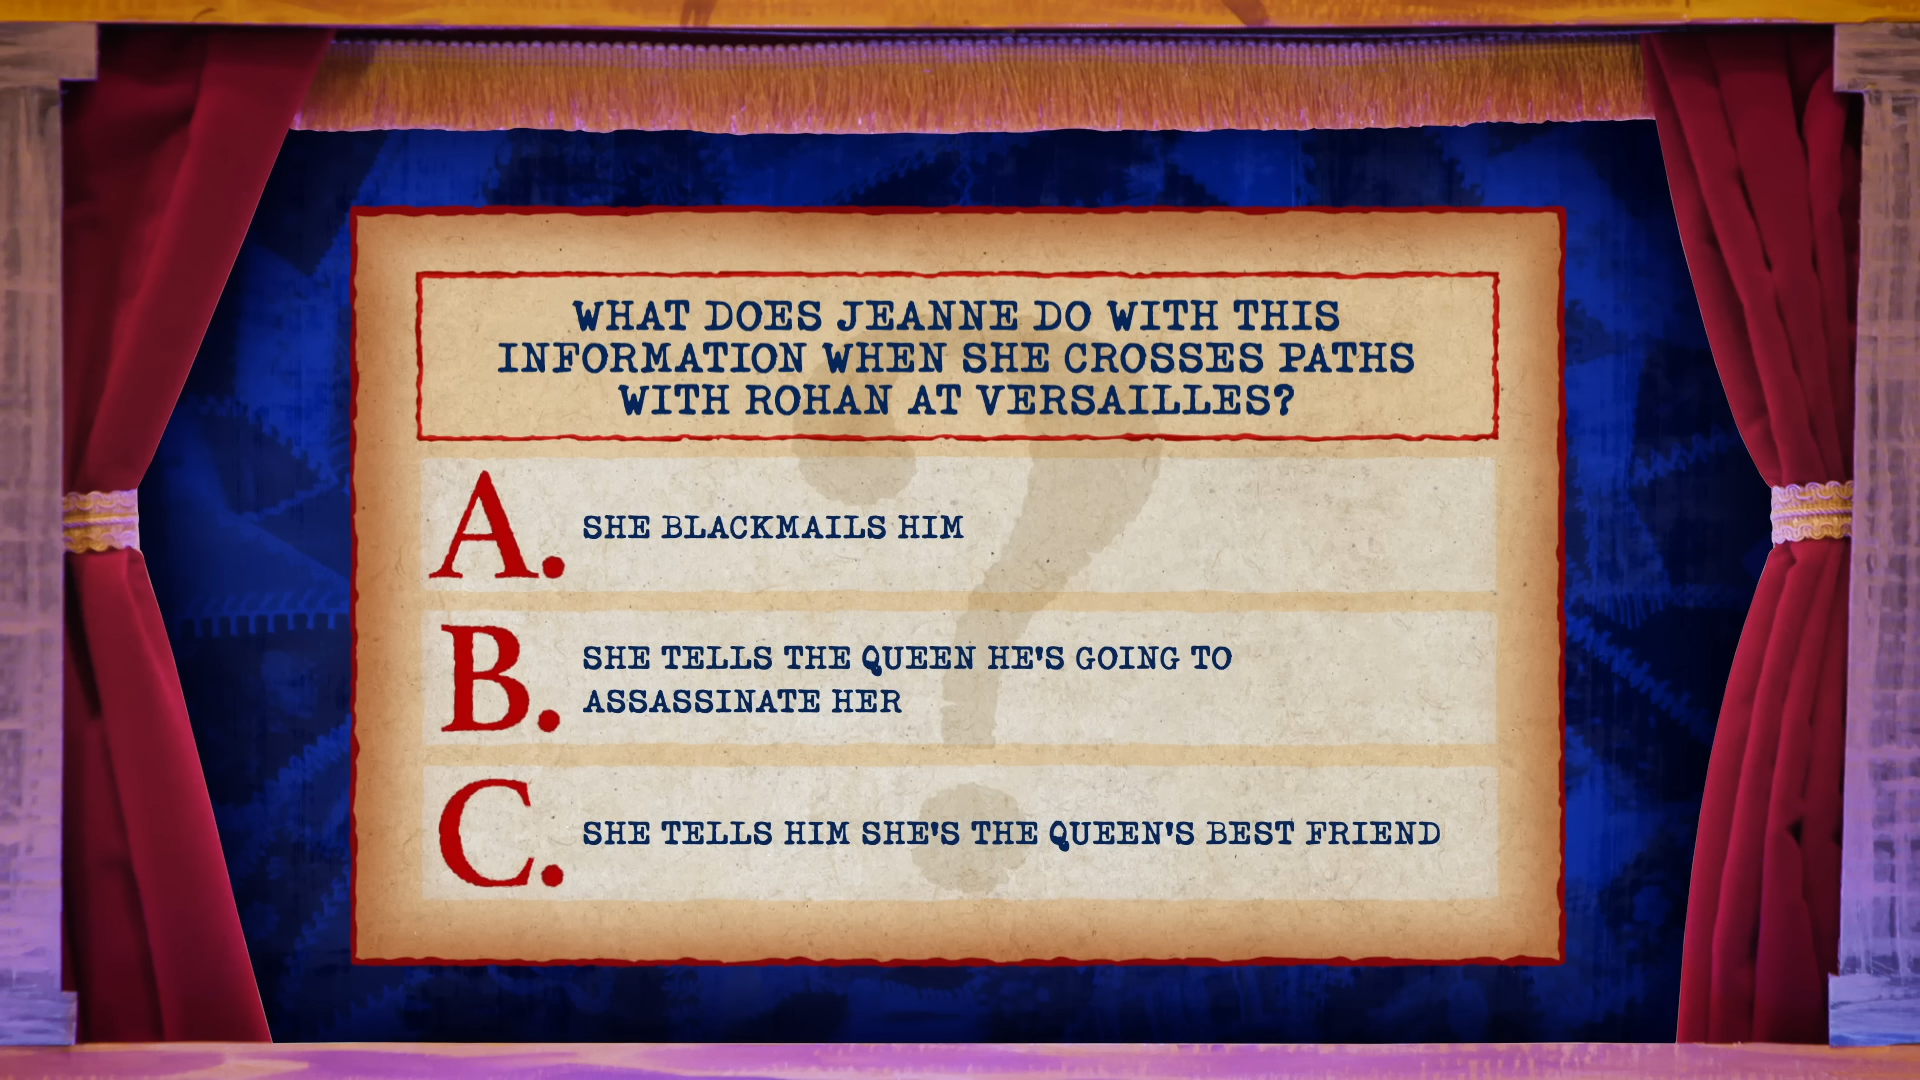 WHAT DOES JEANNE DO WITH THIS
INFORMATION WHEN SHE CROSSES PATHS
WITH ROHAN AT VERSAILLES?
A. SHE BLACKMAILS HIM
B. SHE TELLS THE QUEEN HE'S GOING TO
ASSASSINATE HER
C. SHE TELLS HIM SHE'S THE QUEEN'S BEST FRIEND